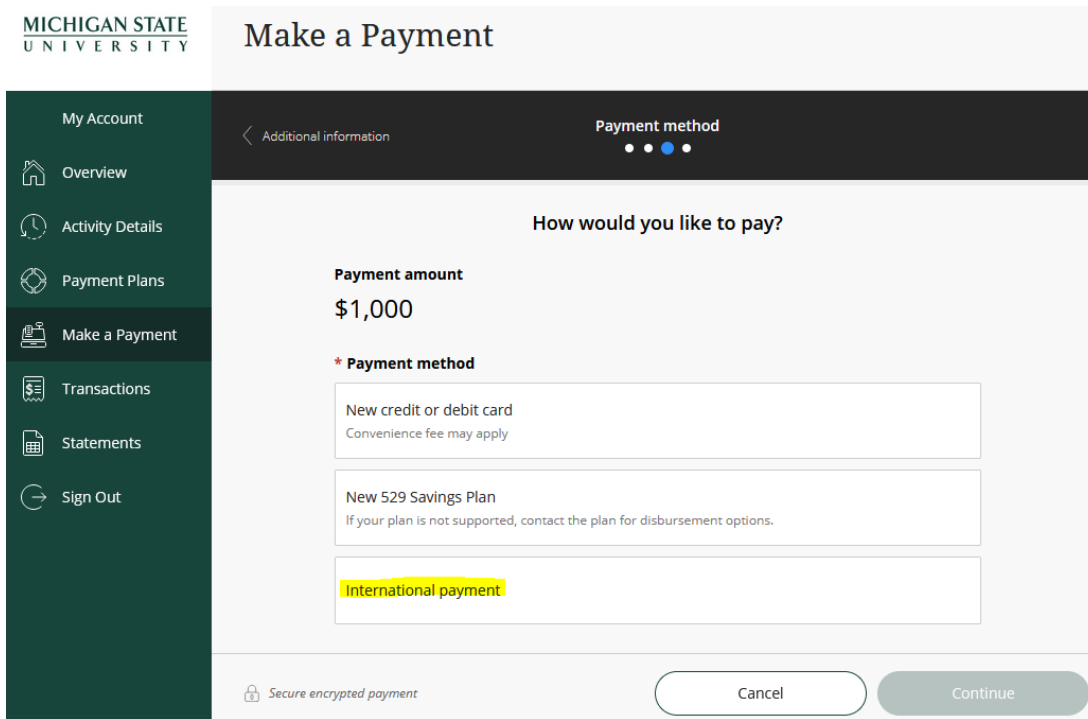 MICHIGAN STATE
UNIVERSITY
Make a Payment
My Account
Overview
Activity Details
Payment Plans
Make a Payment
Transactions
Statements
Sign Out
Additional information
Payment method
How would you like to pay?
Payment amount
$1,000
* Payment method
New credit or debit card
Convenience fee may apply
New 529 Savings Plan
If your plan is not supported, contact the plan for disbursement options.
International payment
Secure encrypted payment
Cancel
Continue